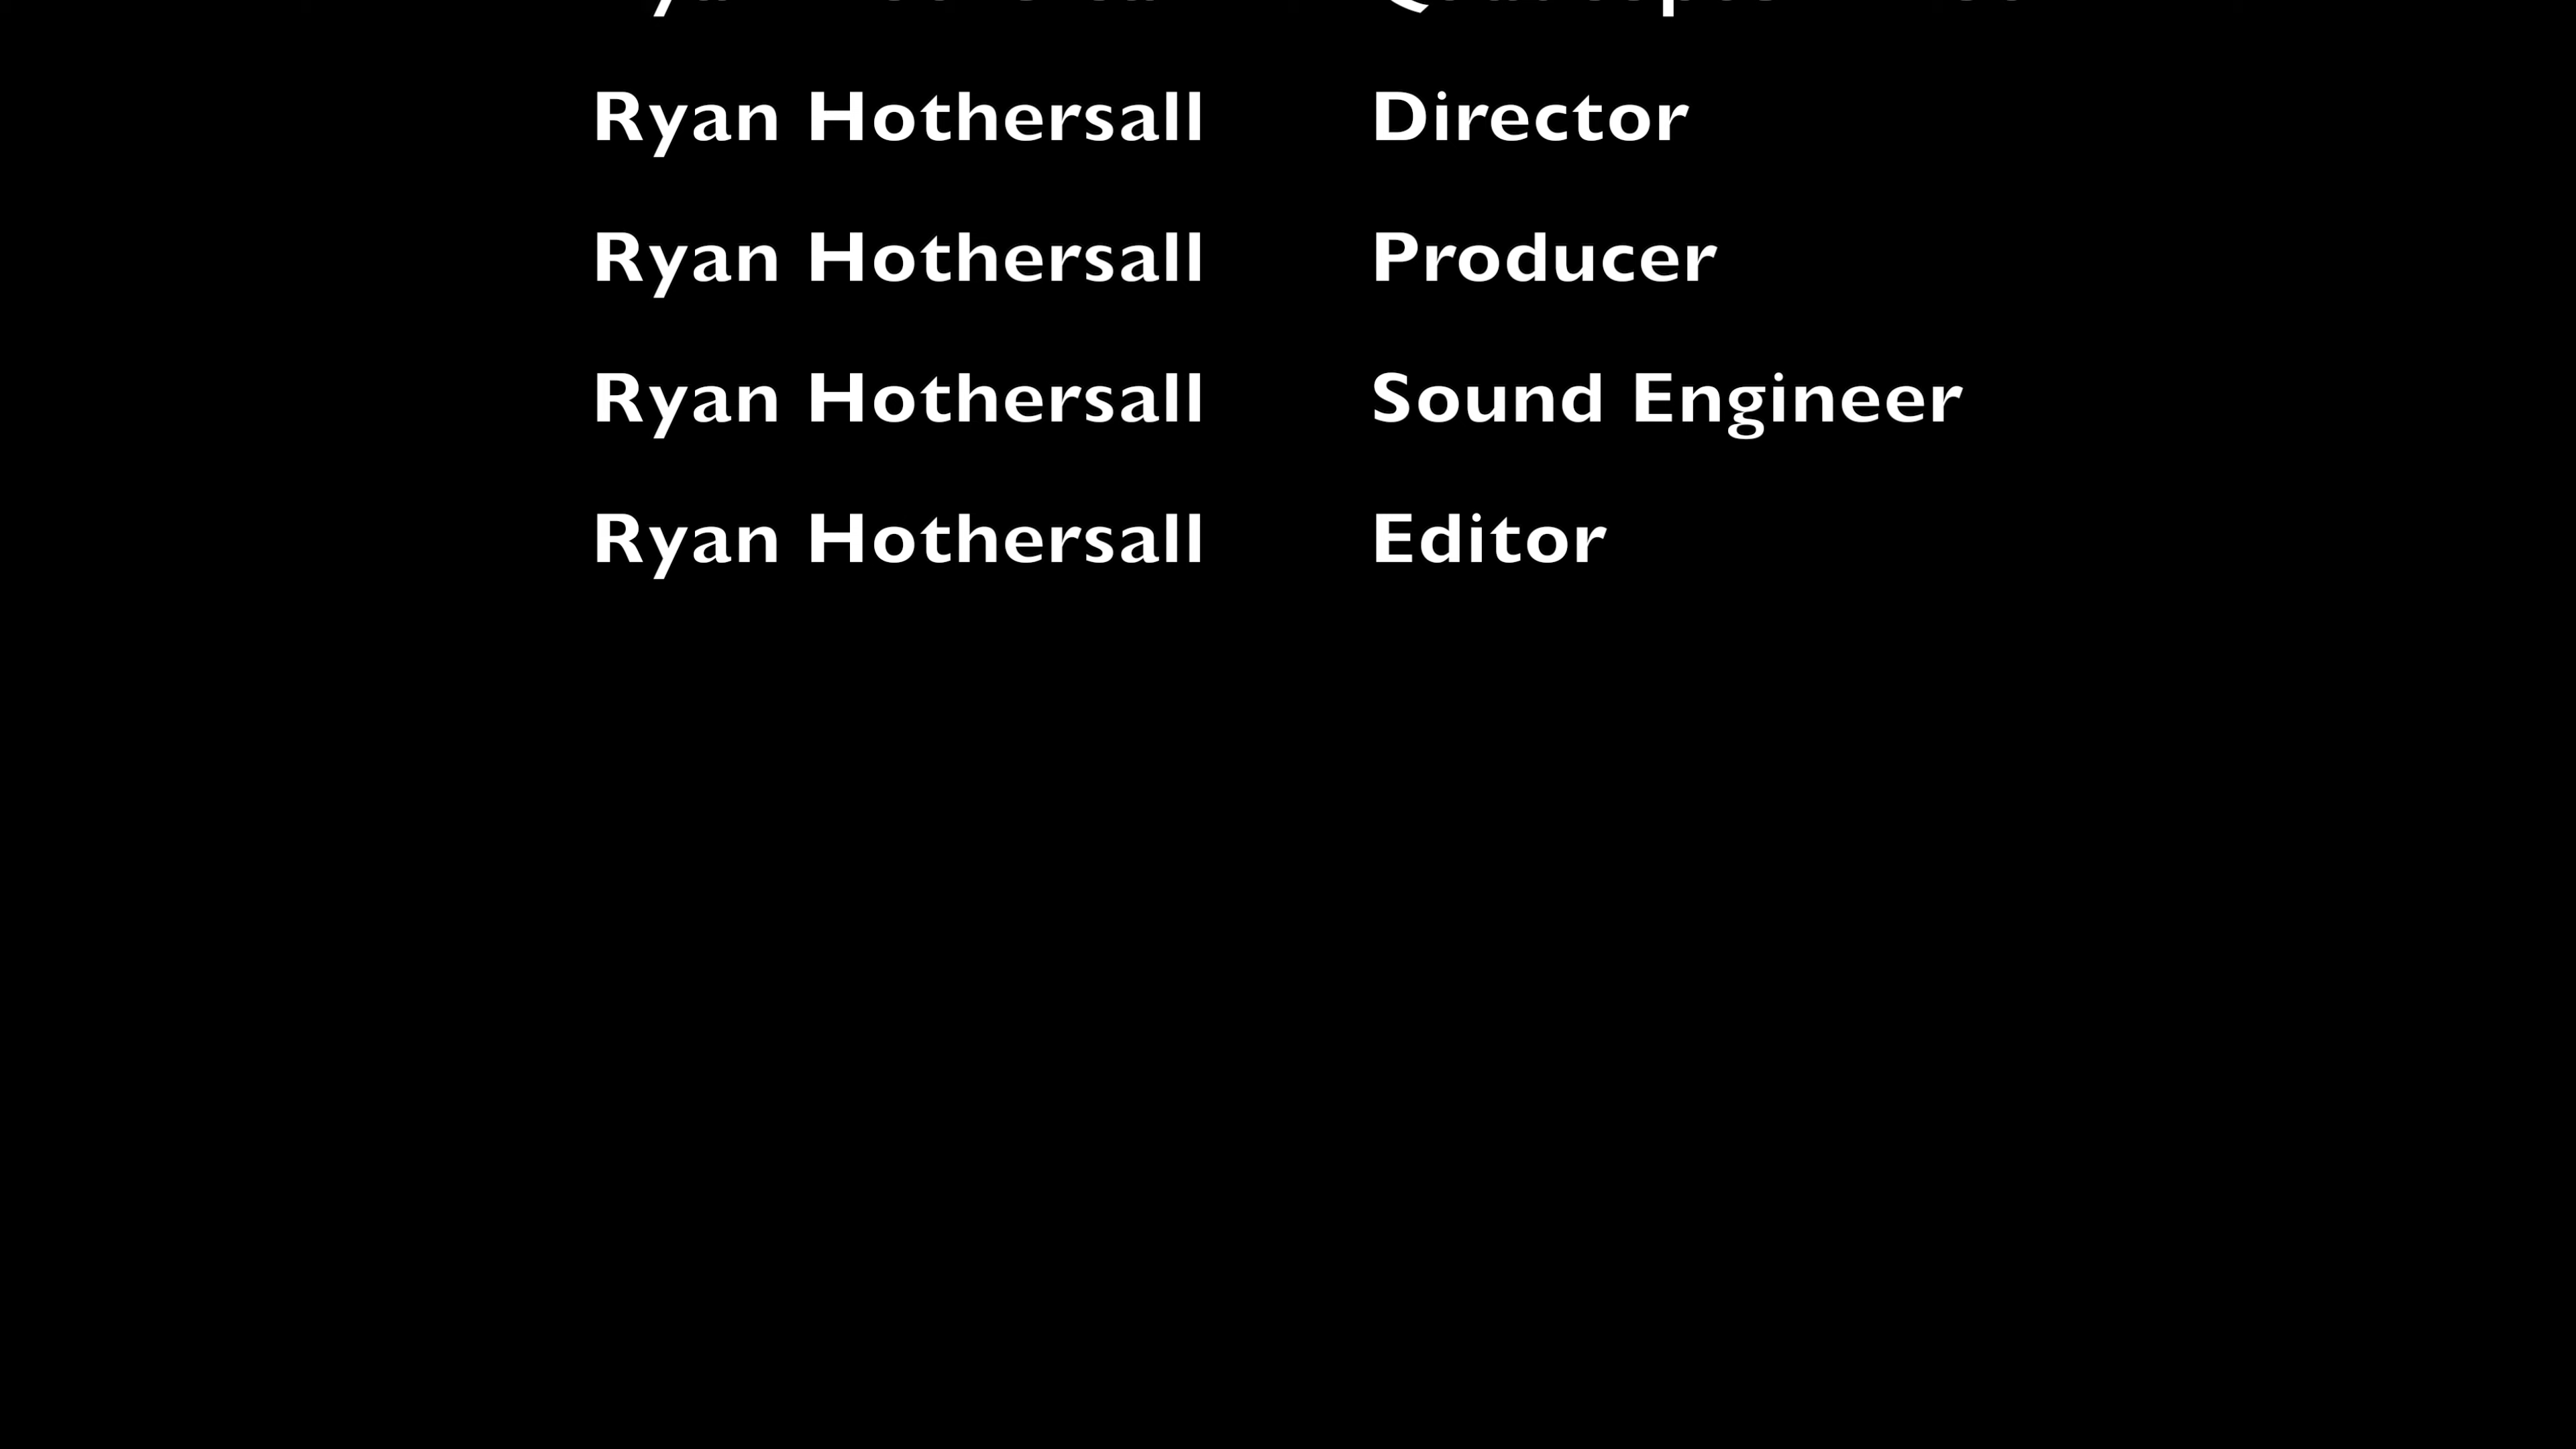 Ryan Hothersall Director
Ryan Hothersall Producer
Ryan Hothersall Sound Engineer
Ryan Hothersall Editor